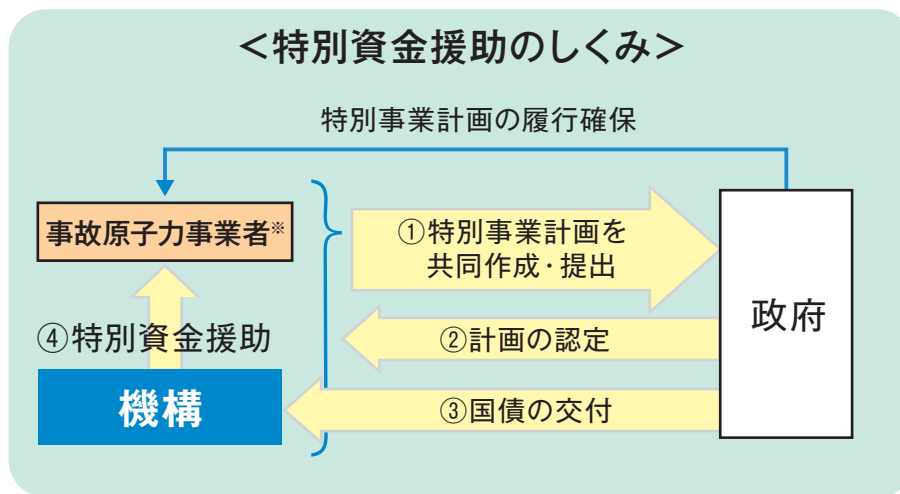 ＜特別資金援助のしくみ＞
特別事業計画の履行確保
事故原子力事業者※
①特別事業計画を
共同作成・提出
政府
④特別資金援助
②計画の認定
機構
③国債の交付